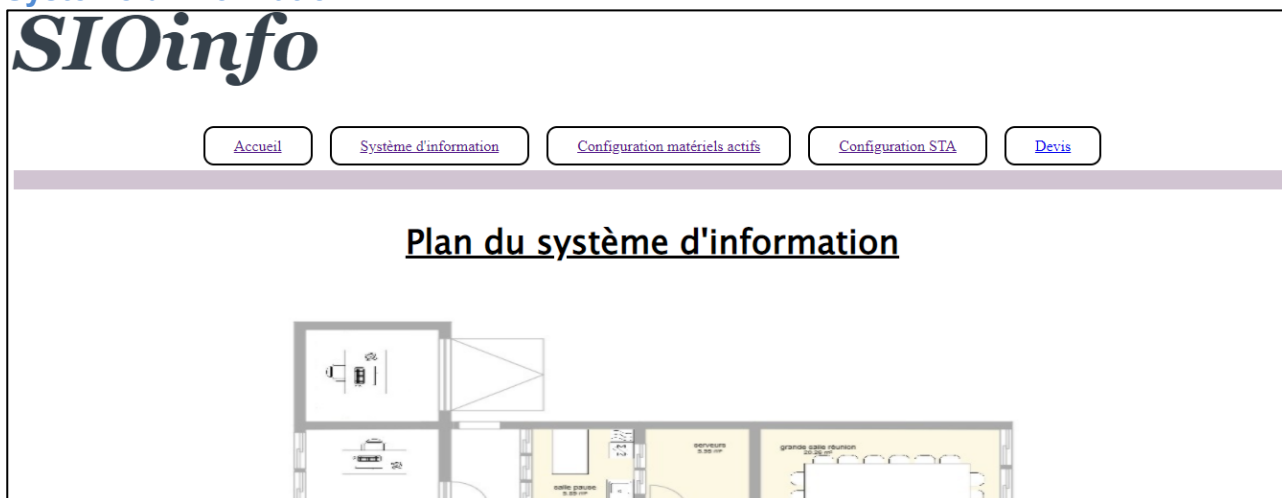 SIOinfo
Accueil
Système d'information
Configuration matériels actifs
Configuration STA
Devis
Plan du système d'information
serveurs
grande salle réunion
salle pause